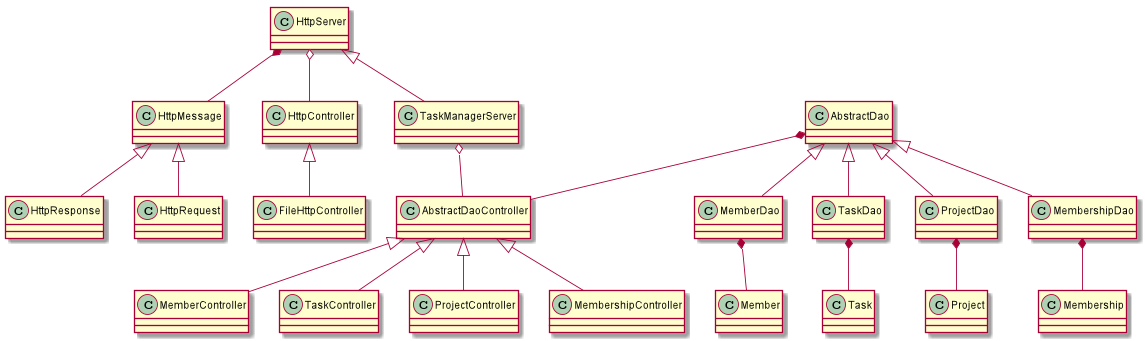 C HttpServer
C HttpMessage
C HttpController
C TaskManagerServer
C AbstractDao
C HttpResponse
C HttpRequest
C FileHttpController
C AbstractDaoController
C MemberDao
C TaskDao
C ProjectDao
C MembershipDao
C MemberController
C TaskController
C ProjectController
C MembershipController
C Member
C Task
C Project
C Membership